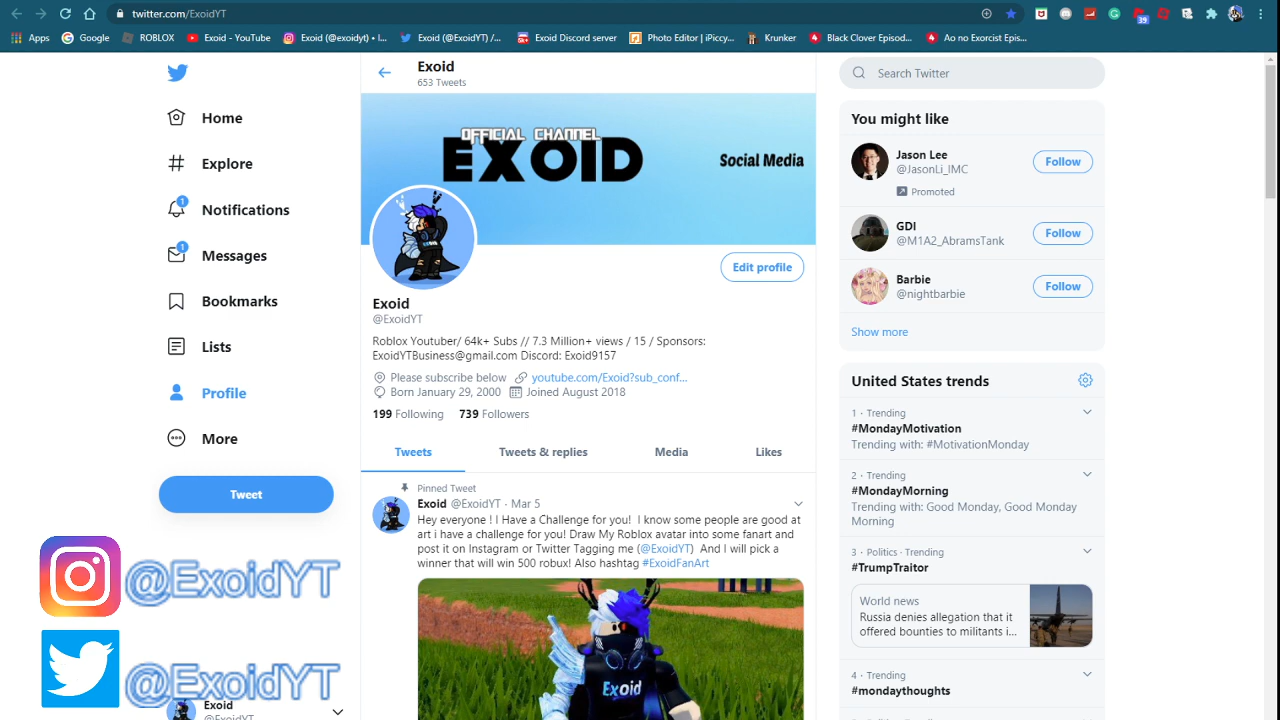 twitter.com/ExoidYT
39
Apps
Google
ROBLOX
Exoid - YouTube
Exoid (@exoidyt) • I...
Exoid (@ExoidYT) /...
Exoid Discord server
Photo Editor | iPiccy...
Krunker
Black Clover Episod...
Ao no Exorcist Epis...
Home
Explore
1
Notifications
1
Messages
Bookmarks
Lists
Profile
More
Tweet
@ExoidYT
@ExoidYT
Exoid
@ExoidYT
Exoid
653 Tweets
OFFICIAL CHANNEL
EXOID
Social Media
Edit profile
Exoid
@ExoidYT
Roblox Youtuber/ 64k+ Subs // 7.3 Million+ views / 15 / Sponsors:
ExoidYTBusiness@gmail.com Discord: Exoid9157
Please subscribe below youtube.com/Exoid?sub_conf...
Born January 29, 2000 Joined August 2018
199 Following 739 Followers
Tweets Tweets & replies Media Likes
Pinned Tweet
Exoid @ExoidYT · Mar 5
Hey everyone ! I Have a Challenge for you! I know some people are good at
art i have a challenge for you! Draw My Roblox avatar into some fanart and
post it on Instagram or Twitter Tagging me (@ExoidYT) And I will pick a
winner that will win 500 robux! Also hashtag #ExoidFanArt
Exoid
Search Twitter
You might like
Jason Lee
@JasonLi_IMC
Follow
Promoted
GDI
@M1A2_AbramsTank
Follow
Barbie
@nightbarbie
Follow
Show more
United States trends
1 · Trending
#MondayMotivation
Trending with: #MotivationMonday
2 · Trending
#MondayMorning
Trending with: Good Monday, Good Monday
Morning
3 · Politics · Trending
#TrumpTraitor
World news
Russia denies allegation that it
offered bounties to militants i...
4 · Trending
#mondaythoughts